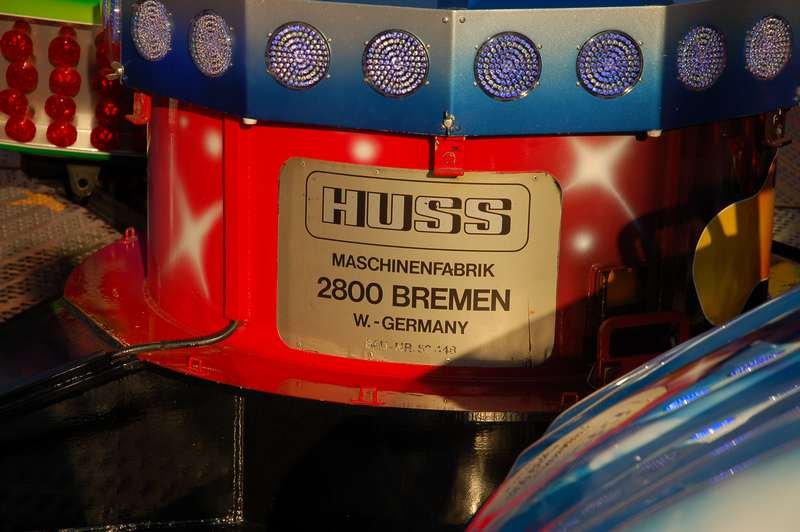 HUSS
MASCHINENFABRIK
2800 BREMEN
W.-GERMANY